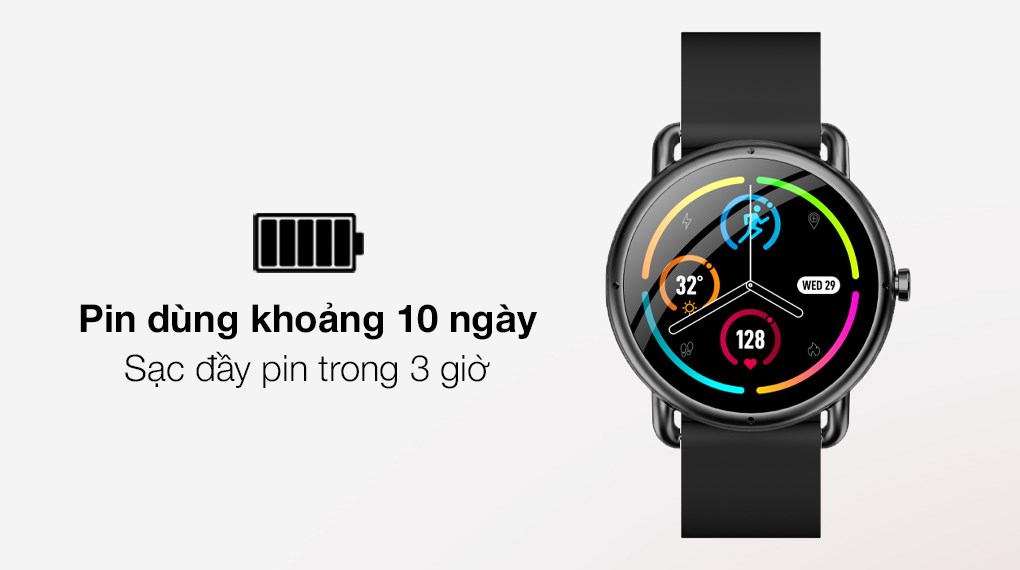 Pin dùng khoảng 10 ngày
Sạc đầy pin trong 3 giờ
32°
WED 29
128